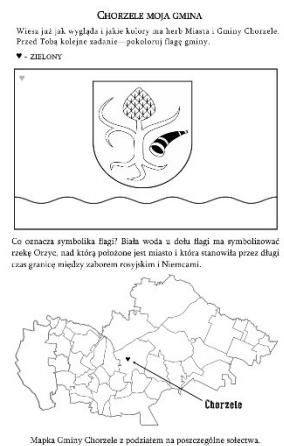 CHORZELE MOJA GMINA
Wiesz jaż jak wygląda i jakie kolory ma herb Miasta i Gminy Chorzele.
Przed Tobą kolejne zadanie—pokoloruj flagę gminy.
♥ - ZIELONY
Co oznacza symbolika flagi? Biała woda u dołu flagi ma symbolizować
rzekę Orzyc, nad którą położone jest miasto i która stanowiła przez długi
czas granicę między zaborem rosyjskim i Niemcami.
Chorzele
Mapka Gminy Chorzele z podziałem na poszczególne sołectwa.